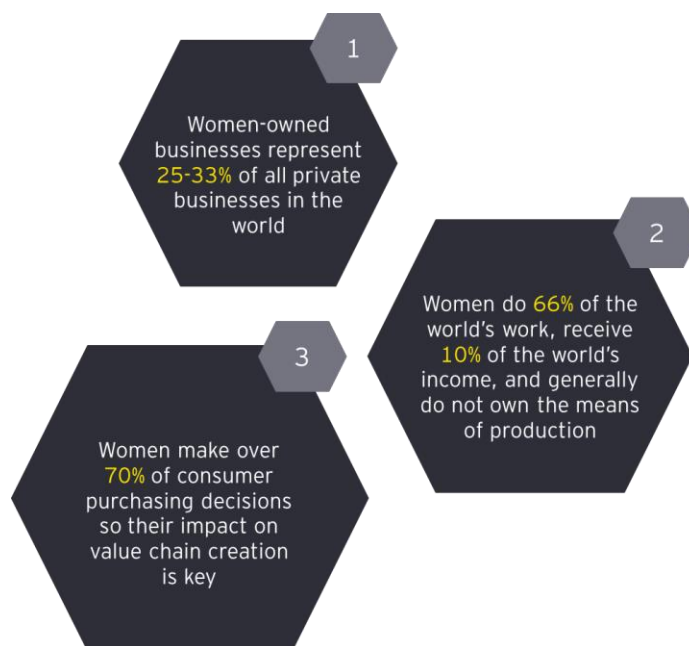 1
Women-owned
businesses represent
25-33% of all private
businesses in the
world
2
Women do 66% of the
world's work, receive
10% of the world's
income, and generally
do not own the means
of production
3
Women make over
70% of consumer
purchasing decisions
so their impact on
value chain creation
is key